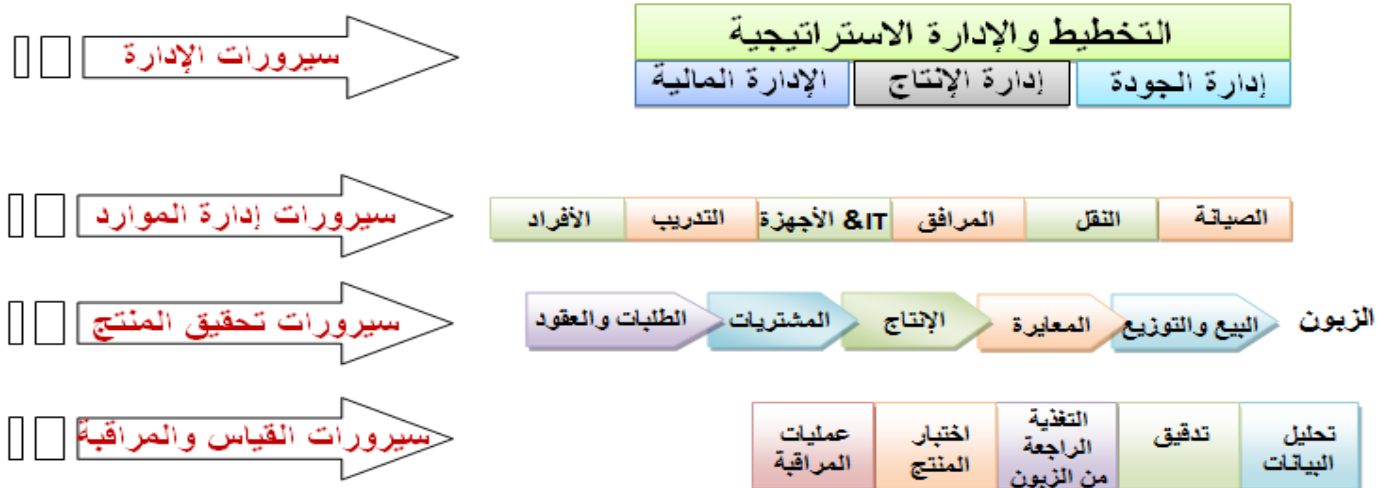 سيرورات الإدارة
التخطيط والإدارة الاستراتيجية
إدارة الجودة
إدارة الإنتاج
الإدارة المالية
سيرورات إدارة الموارد
الصيانة
النقل
المرافق
IT& الأجهزة
التدريب
الأفراد
سيرورات تحقيق المنتج
الزبون
البيع والتوزيع
المعايرة
الإنتاج
المشتريات
الطلبات والعقود
سيرورات القياس والمراقبة
تحليل
البيانات
تدقيق
التغذية
الراجعة
من الزبون
اختبار
المنتج
عمليات
المراقبة